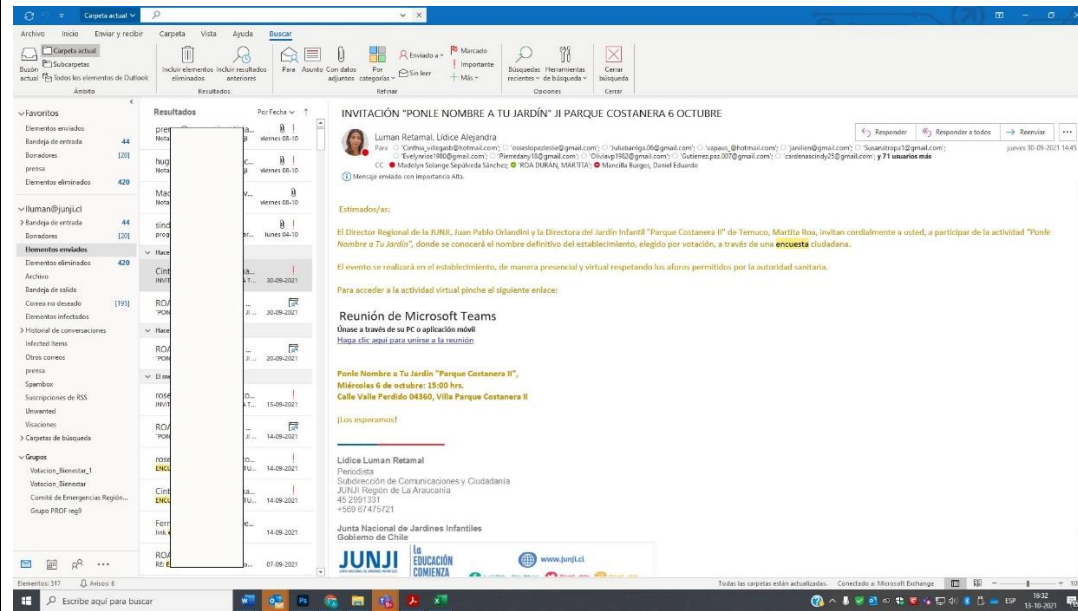 Carpeta actual
Archivo Inicio Enviar y recibir Carpeta Vista Ayuda Buscar
Buzón actual
Carpeta actual
Subcarpetas
Todos los elementos de Outlook
Incluir elementos eliminados
Incluir resultados anteriores
Para Asunto Con datos adjuntos
Por categorías
Enviado a
Sin leer
Marcado
Importante
Más
Búsquedas recientes
Herramientas de búsqueda
Cerrar búsqueda
Ámbito Resultados Refinar Opciones Cerrar
Favoritos
Elementos enviados
Bandeja de entrada 44
Borradores [20]
prensa
Elementos eliminados 420
lluman@junji.cl
Bandeja de entrada 44
Borradores [20]
Elementos enviados
Elementos eliminados 420
Archivo
Bandeja de salida
Correo no deseado [195]
Elementos infectados
Historial de conversaciones
Infected Items
Otros correos
prensa
Spambox
Suscripciones de RSS
Unwanted
Visaciones
Carpetas de búsqueda
Grupos
Votacion_Bienestar_1
Votacion_Bienestar
Comité de Emergencias Región...
Grupo PROF reg9
Resultados Por Fecha
viernes 08-10
viernes 08-10
viernes 08-10
lunes 04-10
30-09-2021
30-09-2021
20-09-2021
15-09-2021
14-09-2021
14-09-2021
14-09-2021
14-09-2021
07-09-2021
INVITACIÓN "PONLE NOMBRE A TU JARDÍN" JI PARQUE COSTANERA 6 OCTUBRE
Luman Retamal, Lidice Alejandra
Responder Responder a todos Reenviar
jueves 30-09-2021 14:45
y 71 usuarios más
CC Madolyn Solange Sepúlveda Sánchez; 'ROA DURÁN, MARTITA'; Mancilla Burgos, Daniel Eduardo
Mensaje enviado con importancia Alta.
Estimados/as:
El Director Regional de la JUNJI, Juan Pablo Orlandini y la Directora del Jardín Infantil "Parque Costanera II" de Temuco, Martita Roa, invitan cordialmente a usted, a participar de la actividad "Ponle
Nombre a Tu Jardín", donde se conocerá el nombre definitivo del establecimiento, elegido por votación, a través de una encuesta ciudadana.
El evento se realizará en el establecimiento, de manera presencial y virtual respetando los aforos permitidos por la autoridad sanitaria.
Para acceder a la actividad virtual pinche el siguiente enlace:
Reunión de Microsoft Teams
Únase a través de su PC o aplicación móvil
Haga clic aquí para unirse a la reunión
Ponle Nombre a Tu Jardín "Parque Costanera II",
Miércoles 6 de octubre: 15:00 hrs.
Calle Valle Perdido 04360, Villa Parque Costanera II
¡Los esperamos!
Lidice Luman Retamal
Periodista
Subdirección de Comunicaciones y Ciudadanía
JUNJI Región de La Araucanía
45 2991331
+569 67475721
Junta Nacional de Jardines Infantiles
Gobierno de Chile
JUNJI
la EDUCACIÓN COMIENZA
www.junji.cl
Elementos: 317 Avisos: 6
Todas las carpetas están actualizadas. Conectado a: Microsoft Exchange
Escribe aquí para buscar
ESP
16:32
13-10-2021